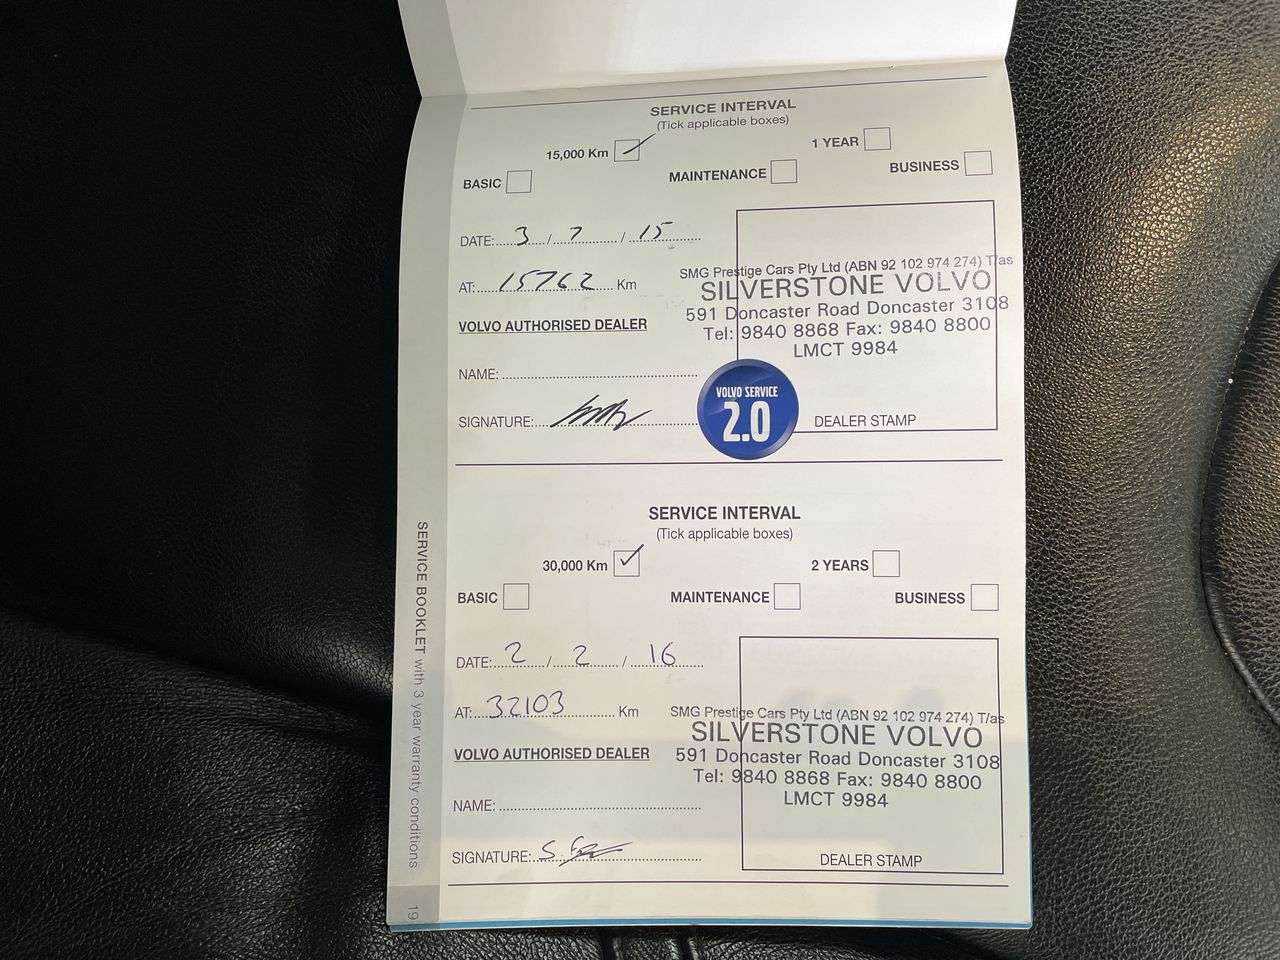 SERVICE INTERVAL
(Tick applicable boxes)
15,000 Km
1 YEAR
BASIC
MAINTENANCE
BUSINESS
DATE: 3 / 7 / 15
AT: 15762 Km
VOLVO AUTHORISED DEALER
NAME:
SIGNATURE:
SMG Prestige Cars Pty Ltd (ABN 92 102 974 274) T/as
SILVERSTONE VOLVO
591 Doncaster Road Doncaster 3108
Tel: 9840 8868 Fax: 9840 8800
LMCT 9984
VOLVO SERVICE
2.0
DEALER STAMP
SERVICE INTERVAL
(Tick applicable boxes)
30,000 Km
2 YEARS
BASIC
MAINTENANCE
BUSINESS
DATE: 2 / 2 / 16
AT: 32103 Km
VOLVO AUTHORISED DEALER
NAME:
SIGNATURE: S.
SMG Prestige Cars Pty Ltd (ABN 92 102 974 274) T/as
SILVERSTONE VOLVO
591 Doncaster Road Doncaster 3108
Tel: 9840 8868 Fax: 9840 8800
LMCT 9984
DEALER STAMP
SERVICE BOOKLET with 3 year warranty conditions
19